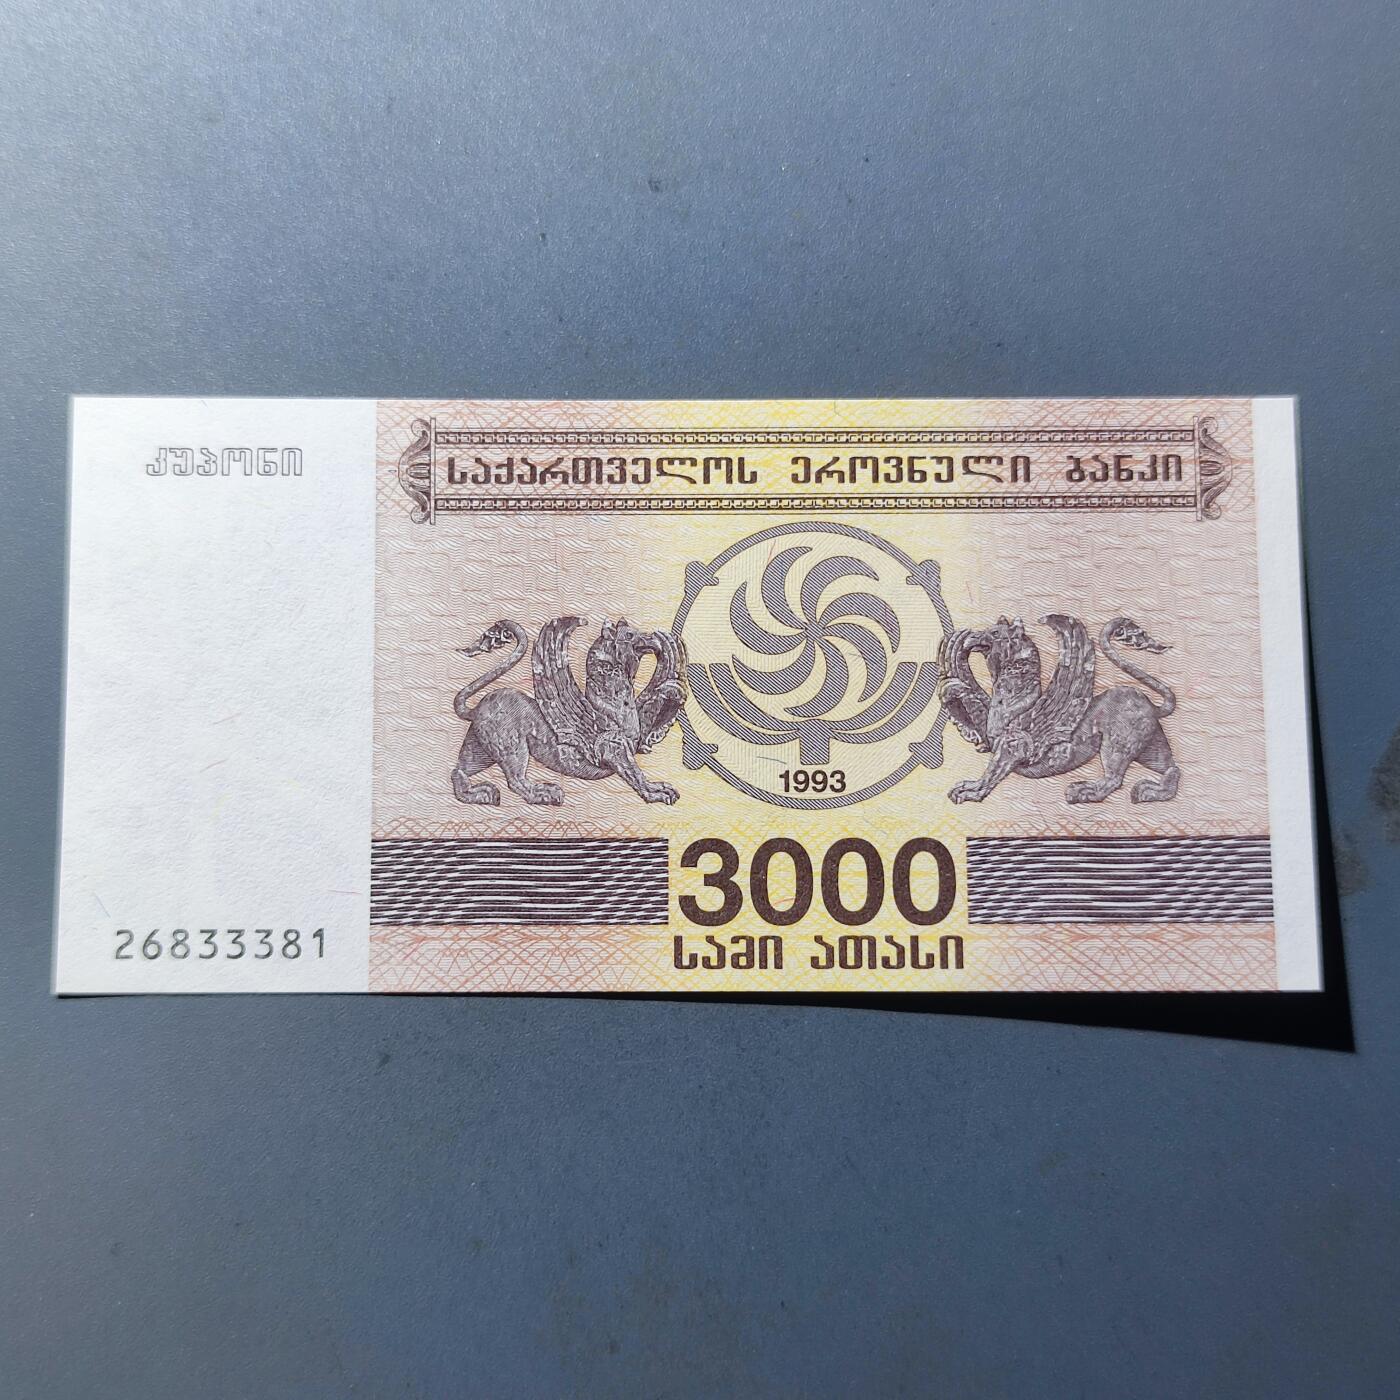 კუპონი
საქართველოს ეროვნული ბანკი
1993
3000
სამი ათასი
26833381